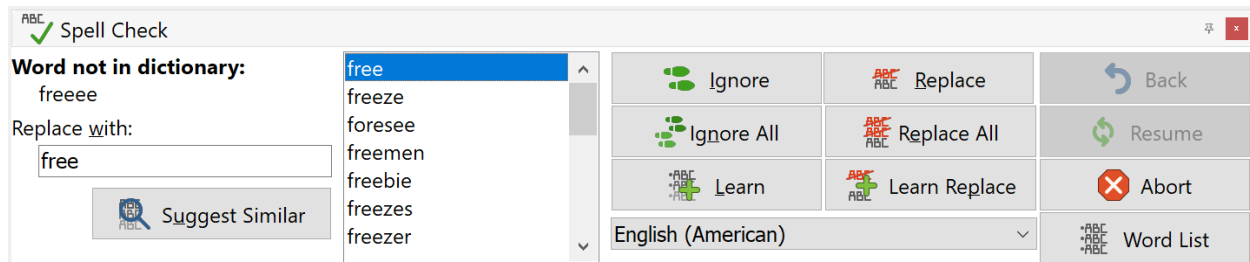 Spell Check
Word not in dictionary:
freeee
Replace with:
free
Suggest Similar
free
freeze
foresee
freemen
freebie
freezes
freezer
Ignore
Replace
Back
Ignore All
Replace All
Resume
Learn
Learn Replace
Abort
English (American)
Word List